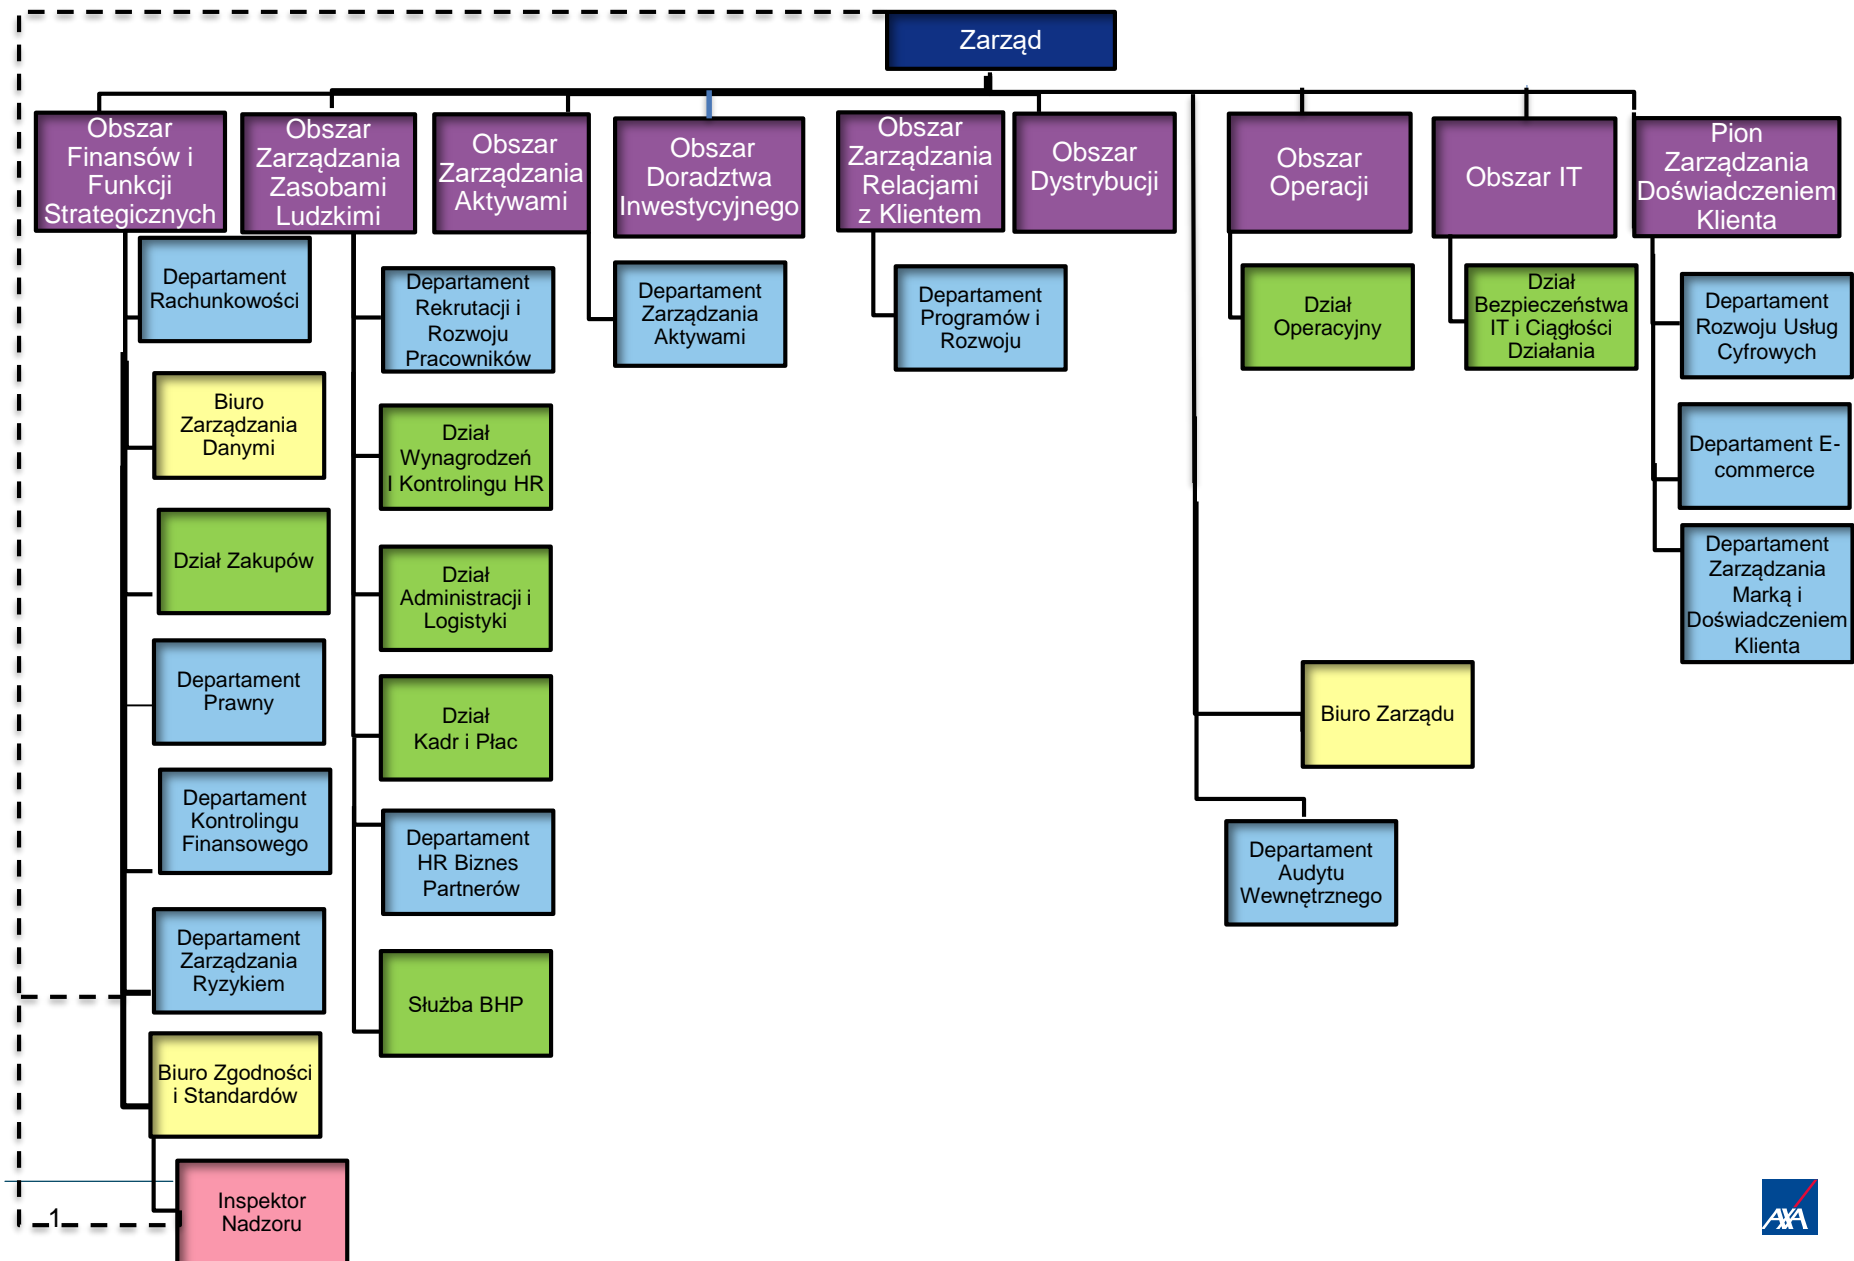 Zarząd
Obszar
Finansów i
Funkcji
Strategicznych
Obszar
Zarządzania
Zasobami
Ludzkimi
Obszar
Zarządzania
Aktywami
Obszar
Doradztwa
Inwestycyjnego
Obszar
Zarządzania
Relacjami
z Klientem
Obszar
Dystrybucji
Obszar
Operacji
Obszar IT
Pion
Zarządzania
Doświadczeniem
Klienta
Departament
Rachunkowości
Biuro
Zarządzania
Danymi
Dział Zakupów
Departament
Prawny
Departament
Kontrolingu
Finansowego
Departament
Zarządzania
Ryzykiem
Biuro Zgodności
i Standardów
Inspektor
Nadzoru
Departament
Rekrutacji i
Rozwoju
Pracowników
Dział
Wynagrodzeń
I Kontrolingu HR
Dział
Administracji i
Logistyki
Dział
Kadr i Płac
Departament
HR Biznes
Partnerów
Służba BHP
Departament
Zarządzania
Aktywami
Departament
Programów i
Rozwoju
Dział
Operacyjny
Dział
Bezpieczeństwa
IT i Ciągłości
Działania
Departament
Rozwoju Usług
Cyfrowych
Departament E-
commerce
Departament
Zarządzania
Marką i
Doświadczeniem
Klienta
Biuro Zarządu
Departament
Audytu
Wewnętrznego
1
AXA